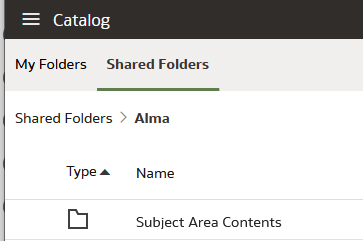 Catalog
My Folders Shared Folders
Shared Folders > Alma
Type Name
Subject Area Contents